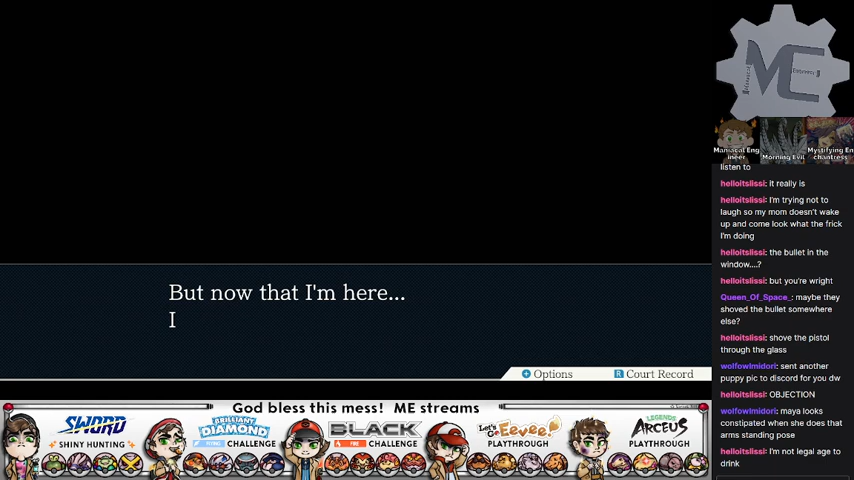 ME
Maniacal Eng
ineer
Morning Evil
Mystifying En
chantress
listen to
helloitslissi: it really is
helloitslissi: I'm trying not to
laugh so my mom doesn't wake
up and come look what the frick
I'm doing
helloitslissi: the bullet in the
window....?
helloitslissi: but you're wright
Queen_Of_Space_: maybe they
shoved the bullet somewhere
else?
helloitslissi: shove the pistol
through the glass
wolfowlmidori: sent another
puppy pic to discord for you dw
helloitslissi: OBJECTION
wolfowlmidori: maya looks
constipated when she does that
arms standing pose
helloitslissi: I'm not legal age to
drink
But now that I'm here...
I
Options
R Court Record
God bless this mess! ME streams
SWORD
SHINY HUNTING
BRILLIANT
DIAMOND
CHALLENGE
BLACK
FIRE CHALLENGE
Let's Go Eevee!
PLAYTHROUGH
LEGENDS
ARCEUS
PLAYTHROUGH